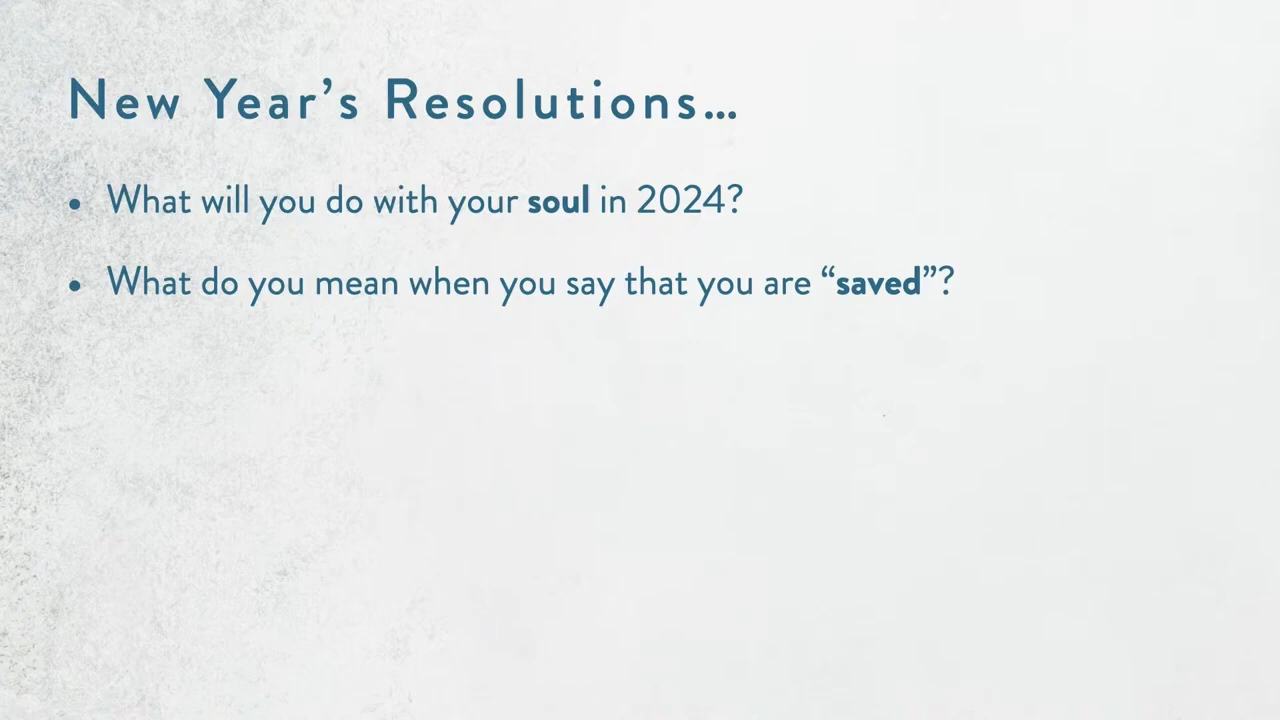 New Year’s Resolutions…
• What will you do with your soul in 2024?
• What do you mean when you say that you are “saved”?